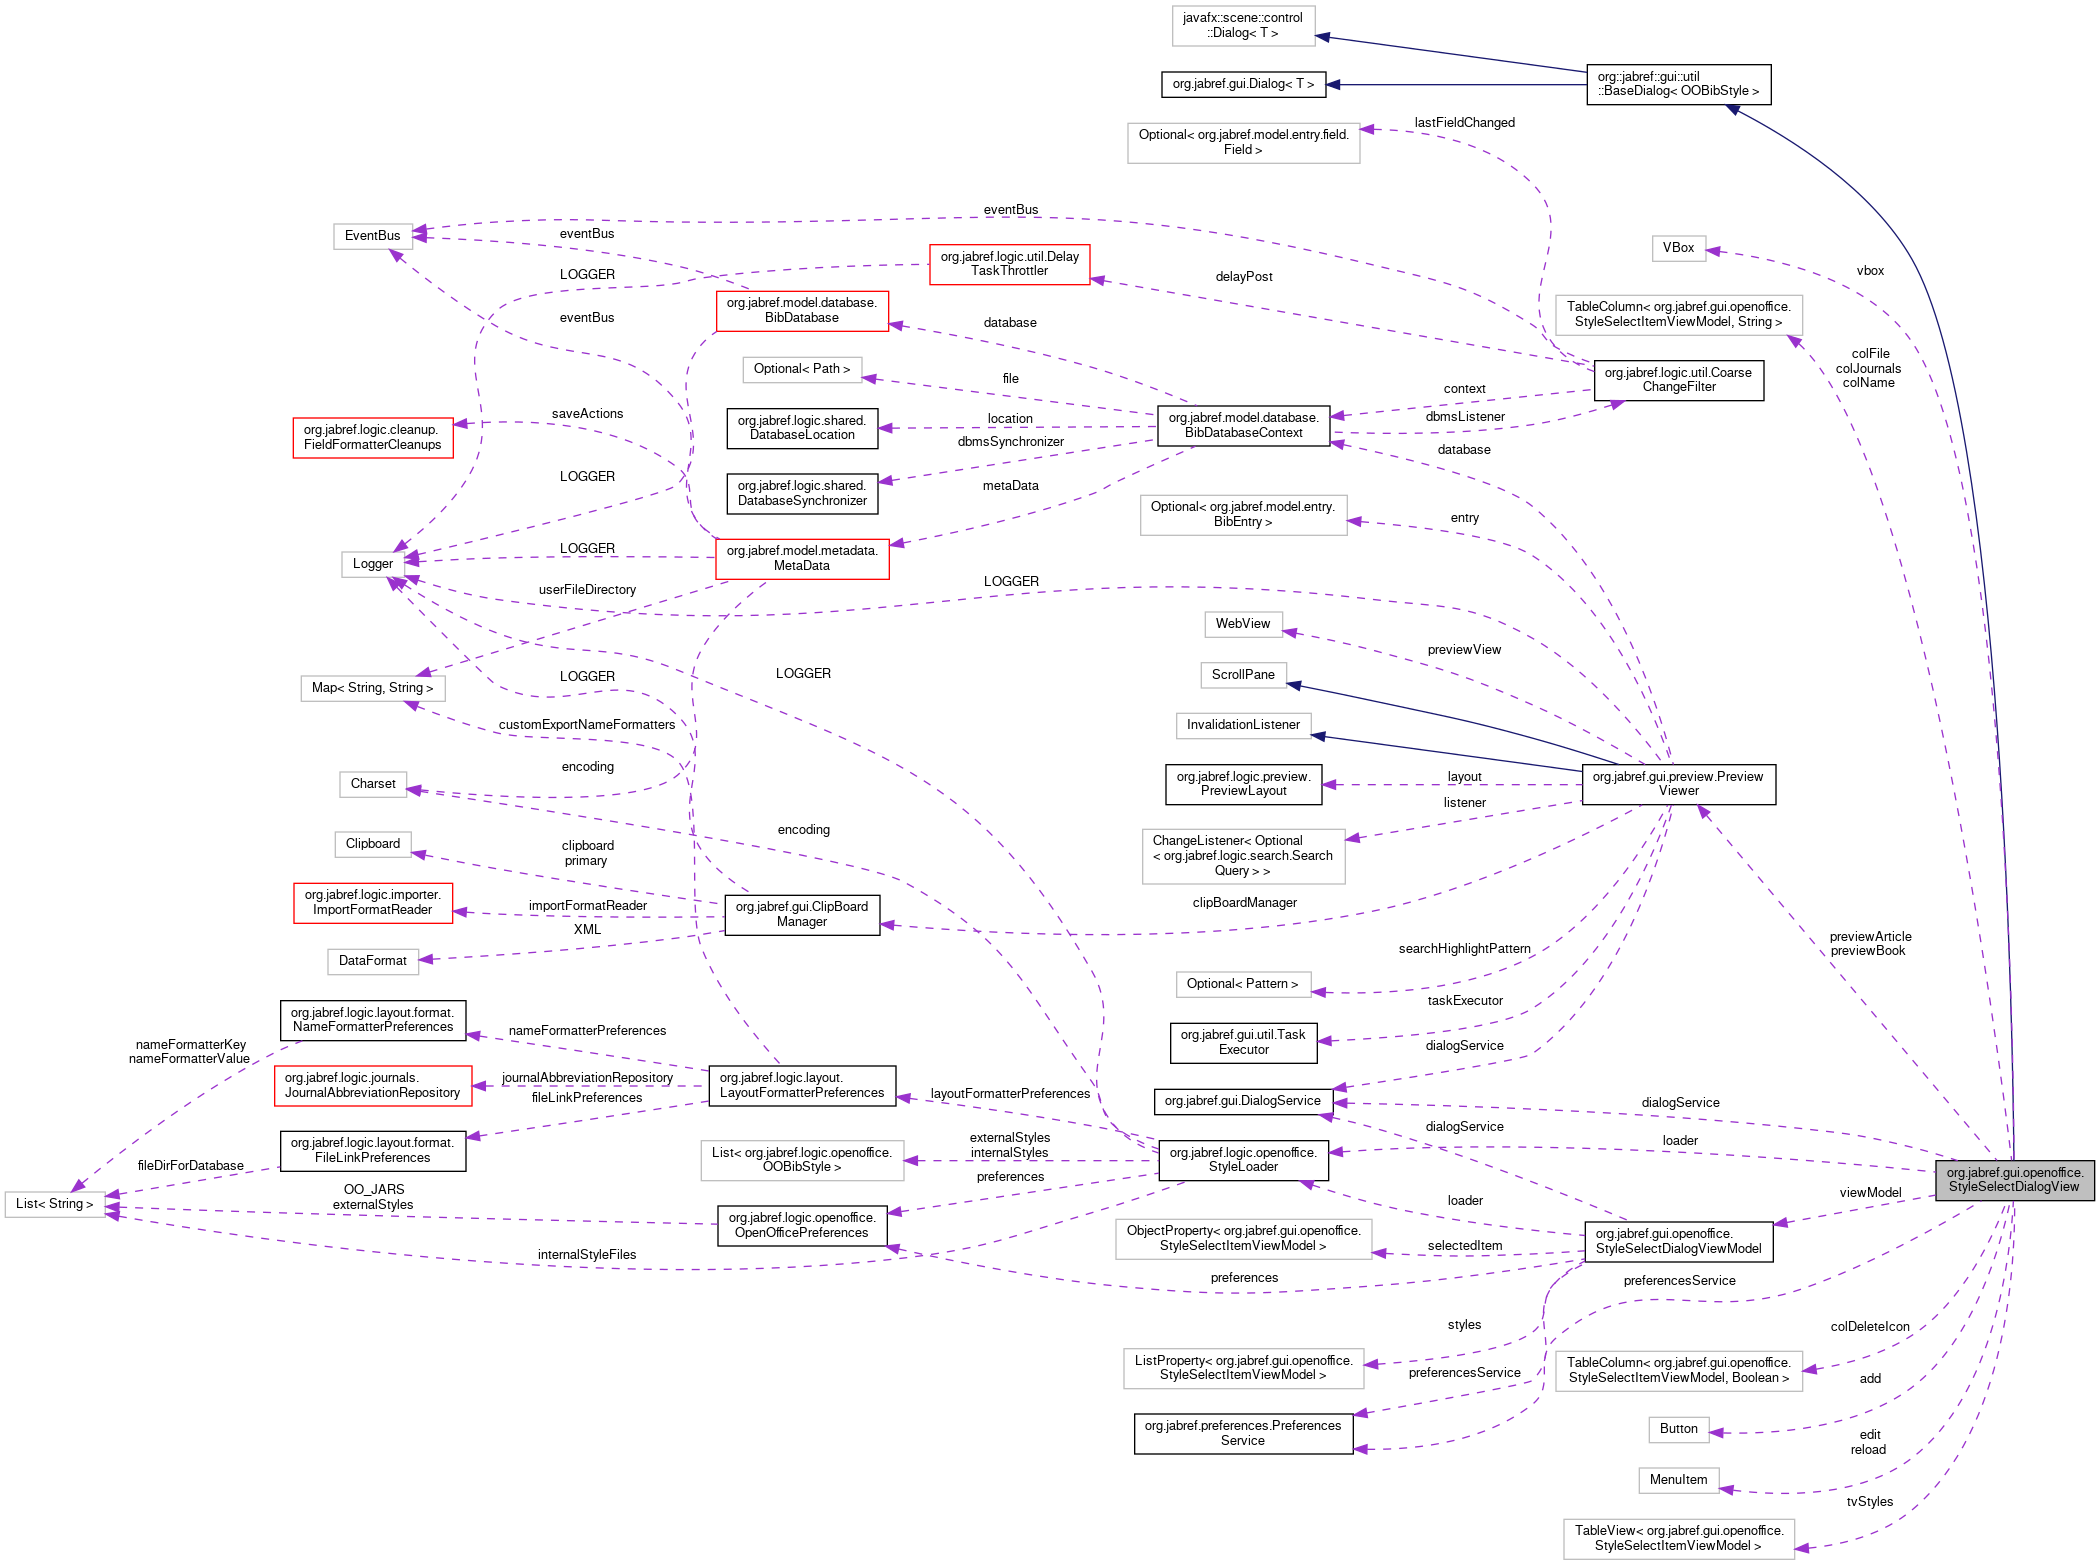 javafx::scene::control
::Dialog< T >
org.jabref.gui.Dialog< T >
org::jabref::gui::util
::BaseDialog< OOBibStyle >
Optional< org.jabref.model.entry.field.
Field >
lastFieldChanged
EventBus
eventBus
eventBus
LOGGER
eventBus
org.jabref.logic.util.Delay
TaskThrottler
delayPost
VBox
vbox
TableColumn< org.jabref.gui.openoffice.
StyleSelectItemViewModel, String >
colFile
colJournals
colName
org.jabref.model.database.
BibDatabase
database
Optional< Path >
file
org.jabref.logic.util.Coarse
ChangeFilter
context
dbmsListener
org.jabref.logic.shared.
DatabaseLocation
location
org.jabref.model.database.
BibDatabaseContext
dbmsSynchronizer
org.jabref.logic.shared.
DatabaseSynchronizer
metaData
database
org.jabref.logic.cleanup.
FieldFormatterCleanups
saveActions
LOGGER
Optional< org.jabref.model.entry.
BibEntry >
entry
Logger
LOGGER
org.jabref.model.metadata.
MetaData
userFileDirectory
LOGGER
WebView
previewView
ScrollPane
InvalidationListener
Map< String, String >
LOGGER
LOGGER
customExportNameFormatters
encoding
Charset
encoding
org.jabref.logic.preview.
PreviewLayout
layout
org.jabref.gui.preview.Preview
Viewer
listener
ChangeListener< Optional
< org.jabref.logic.search.Search
Query > >
Clipboard
clipboard
primary
org.jabref.logic.importer.
ImportFormatReader
importFormatReader
org.jabref.gui.ClipBoard
Manager
clipBoardManager
XML
DataFormat
searchHighlightPattern
Optional< Pattern >
previewArticle
previewBook
taskExecutor
org.jabref.gui.util.Task
Executor
dialogService
org.jabref.gui.DialogService
dialogService
dialogService
org.jabref.logic.layout.format.
NameFormatterPreferences
nameFormatterPreferences
nameFormatterKey
nameFormatterValue
org.jabref.logic.journals.
JournalAbbreviationRepository
journalAbbreviationRepository
fileLinkPreferences
org.jabref.logic.layout.
LayoutFormatterPreferences
layoutFormatterPreferences
org.jabref.logic.layout.format.
FileLinkPreferences
fileDirForDatabase
List< org.jabref.logic.openoffice.
OOBibStyle >
externalStyles
internalStyles
org.jabref.logic.openoffice.
StyleLoader
loader
preferences
List< String >
OO_JARS
externalStyles
org.jabref.logic.openoffice.
OpenOfficePreferences
internalStyleFiles
org.jabref.gui.openoffice.
StyleSelectDialogView
viewModel
loader
ObjectProperty< org.jabref.gui.openoffice.
StyleSelectItemViewModel >
selectedItem
org.jabref.gui.openoffice.
StyleSelectDialogViewModel
preferences
preferencesService
styles
ListProperty< org.jabref.gui.openoffice.
StyleSelectItemViewModel >
preferencesService
org.jabref.preferences.Preferences
Service
colDeleteIcon
TableColumn< org.jabref.gui.openoffice.
StyleSelectItemViewModel, Boolean >
add
Button
edit
reload
MenuItem
tvStyles
TableView< org.jabref.gui.openoffice.
StyleSelectItemViewModel >